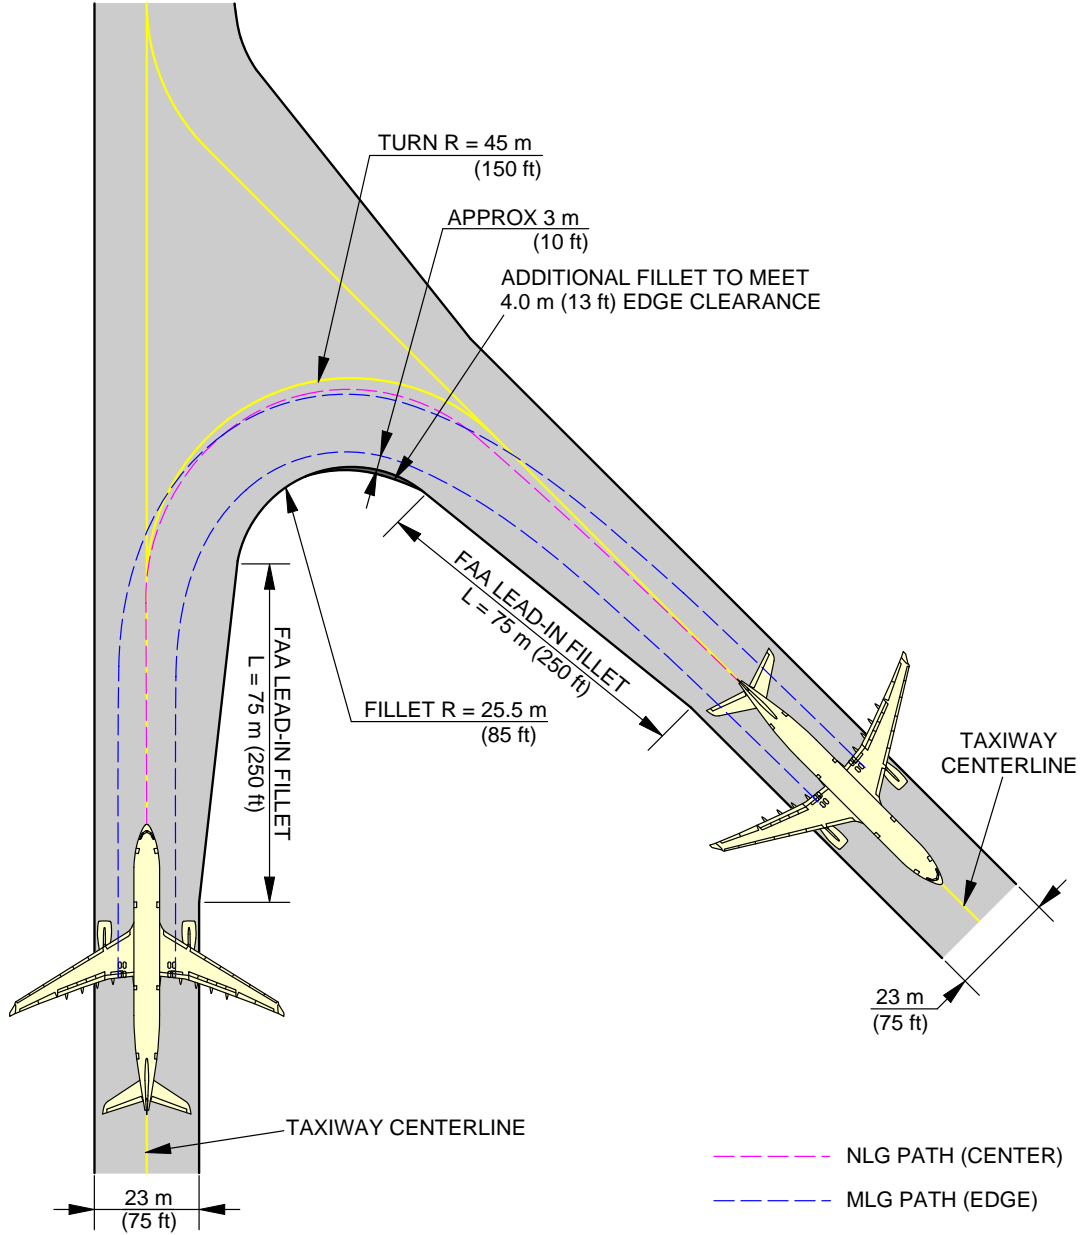 TURN R = 45 m
(150 ft)
APPROX 3 m
(10 ft)
ADDITIONAL FILLET TO MEET
4.0 m (13 ft) EDGE CLEARANCE
FAA LEAD-IN FILLET
L = 75 m (250 ft)
FAA LEAD-IN FILLET
L = 75 m (250 ft)
FILLET R = 25.5 m
(85 ft)
TAXIWAY
CENTERLINE
23 m
(75 ft)
TAXIWAY CENTERLINE
23 m
(75 ft)
NLG PATH (CENTER)
MLG PATH (EDGE)